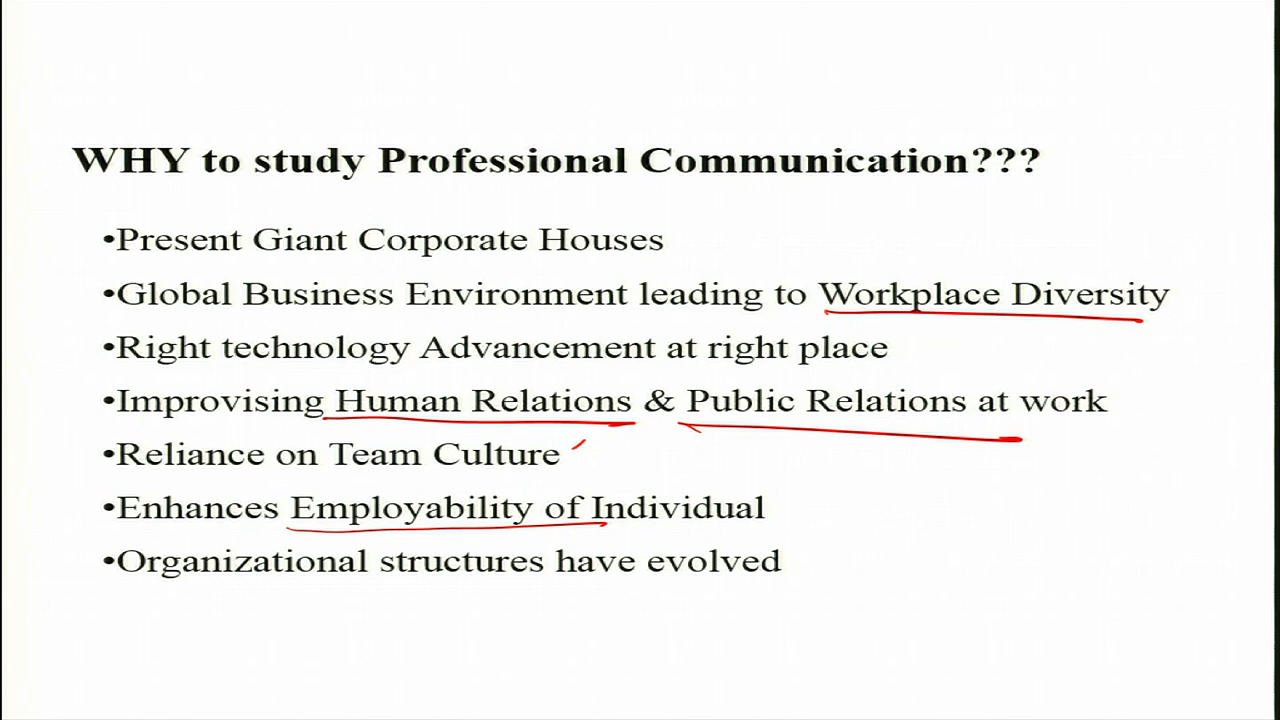 WHY to study Professional Communication???
•Present Giant Corporate Houses
•Global Business Environment leading to Workplace Diversity
•Right technology Advancement at right place
•Improvising Human Relations & Public Relations at work
•Reliance on Team Culture
•Enhances Employability of Individual
•Organizational structures have evolved